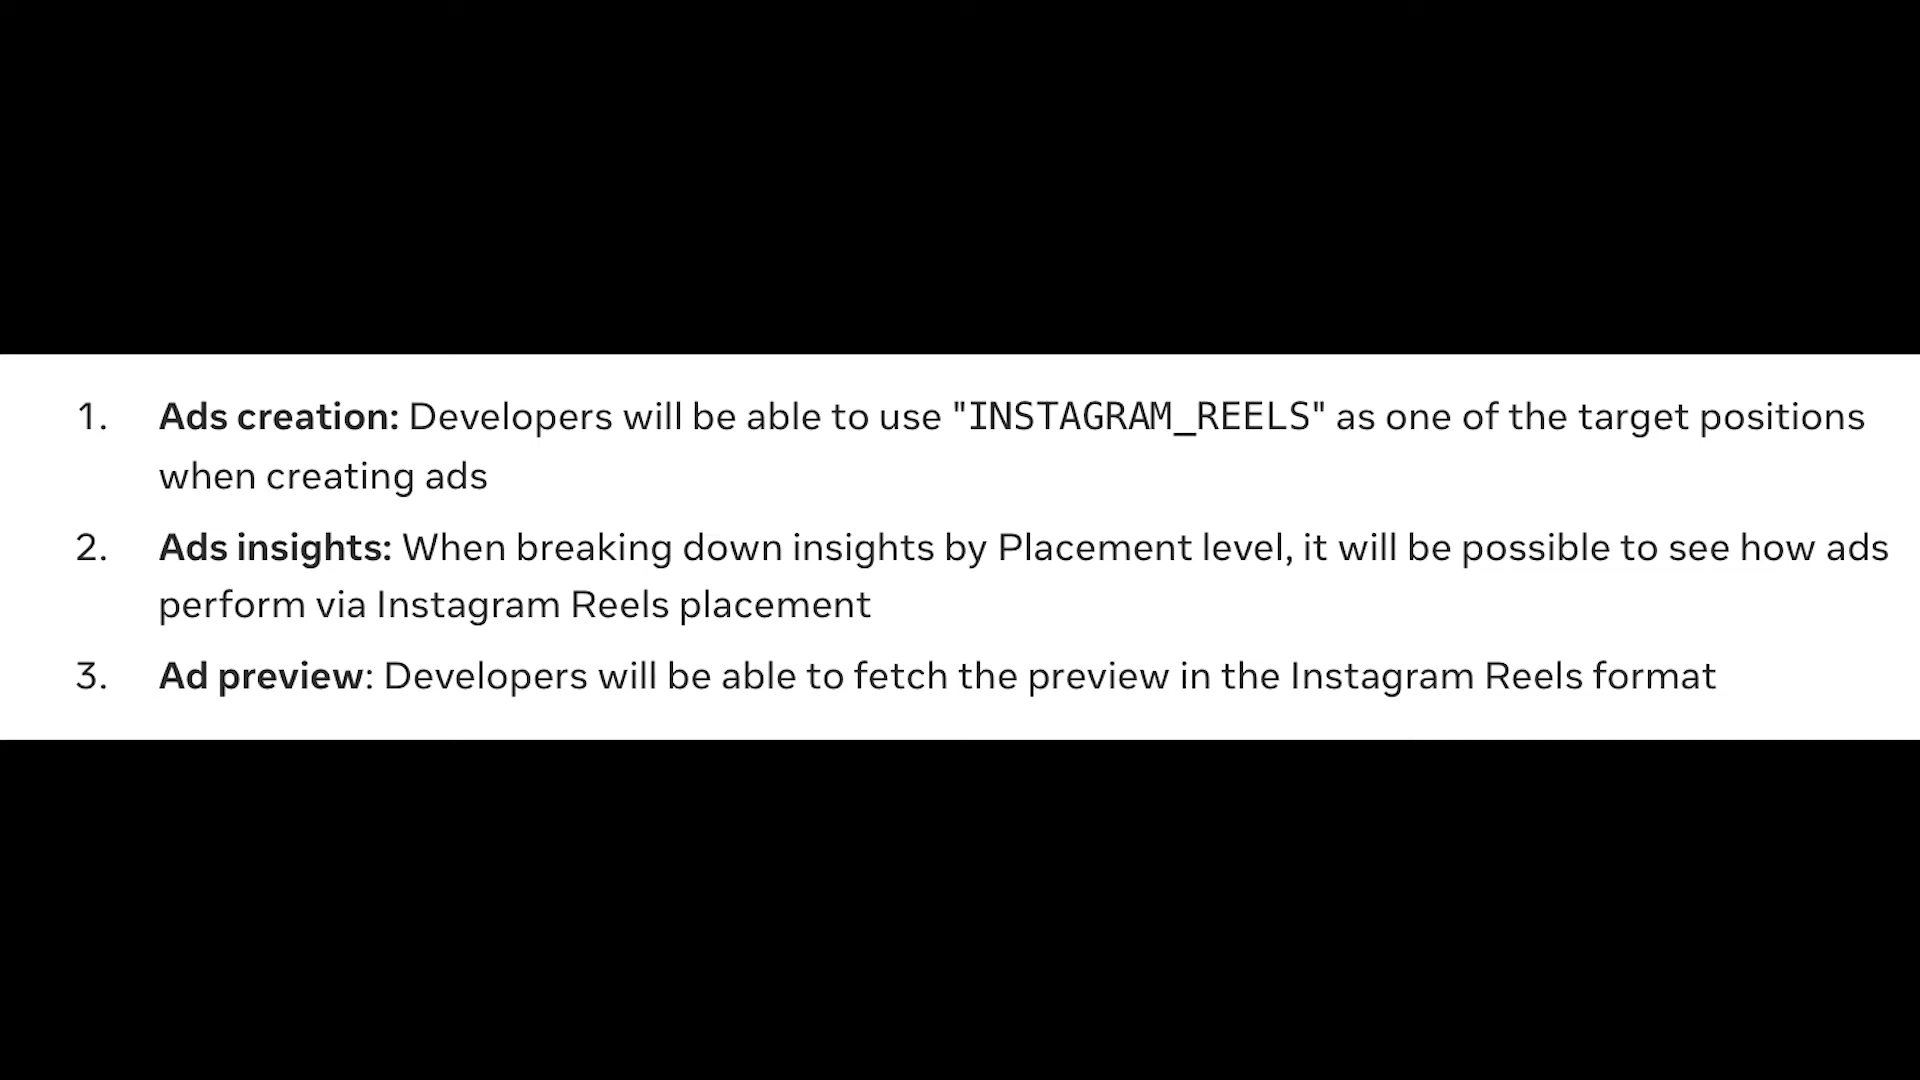 1. Ads creation: Developers will be able to use "INSTAGRAM_REELS" as one of the target positions
when creating ads
2. Ads insights: When breaking down insights by Placement level, it will be possible to see how ads
perform via Instagram Reels placement
3. Ad preview: Developers will be able to fetch the preview in the Instagram Reels format